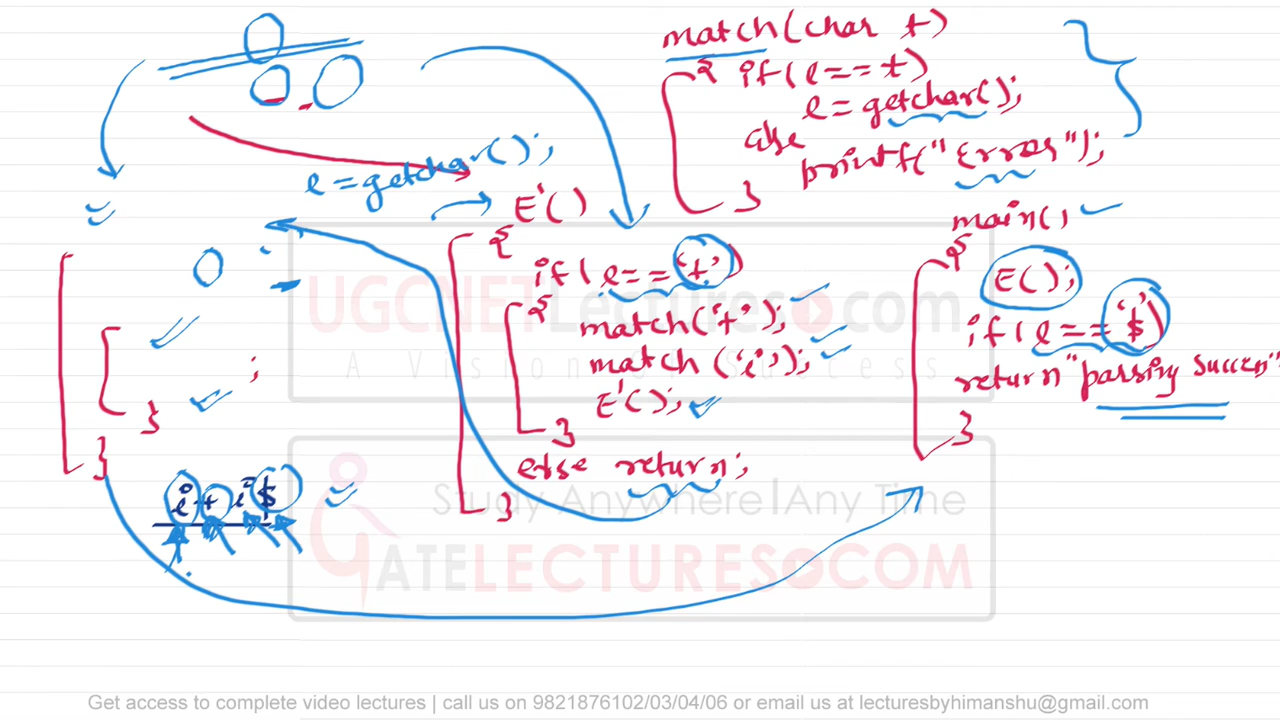 match(char t)
{ if(l==t)
l=getchar();
else
printf("Error");
}
l=getchar();
E'()
{
if(l=='+')
{
match('+');
match('i');
E'();
}
else return;
}
main()
{
E();
if(l=='$')
return "parsing success"
}
;
}
}
i+i$
UGCNETLectures.com
A Vision 4 Success
Study Anywhere|Any Time
GATELECTURES.COM
Get access to complete video lectures | call us on 9821876102/03/04/06 or email us at lecturesbyhimanshu@gmail.com